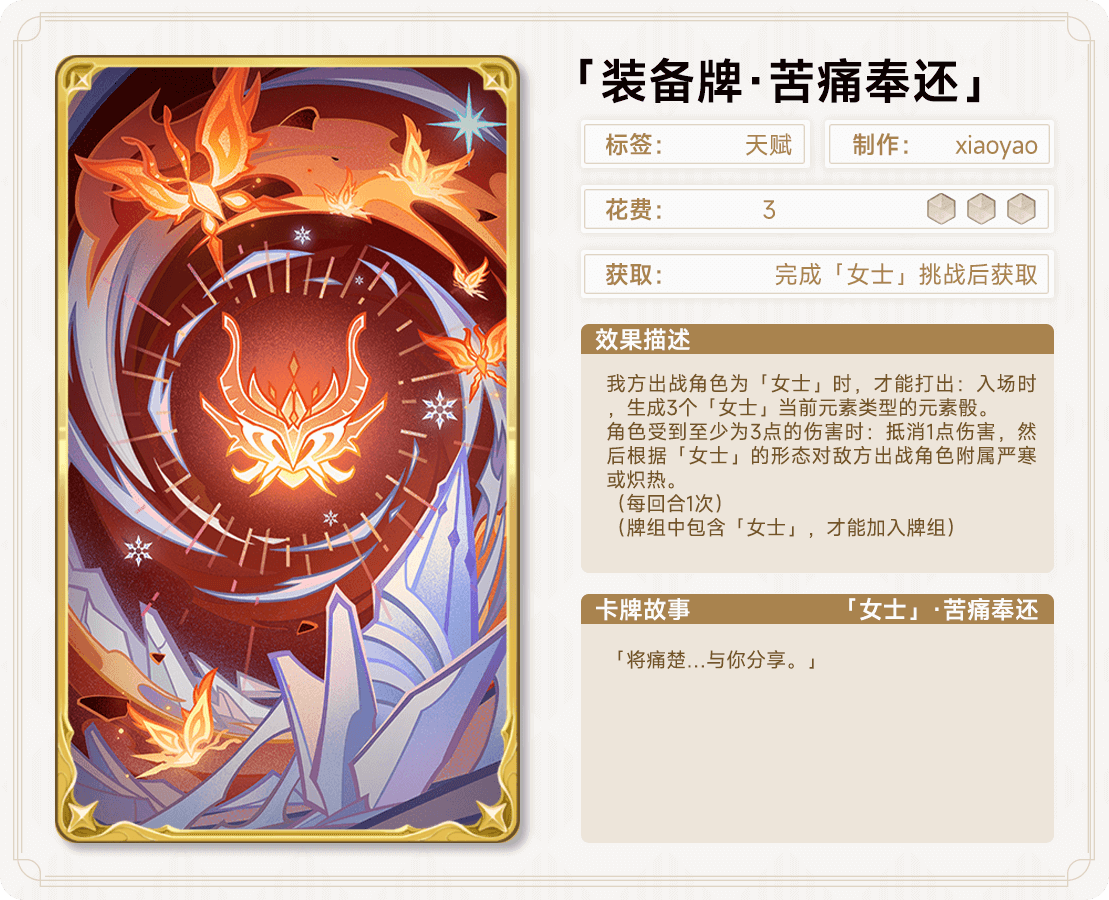 「装备牌·苦痛奉还」
标签： 天赋
制作： xiaoyao
花费： 3
获取： 完成「女士」挑战后获取
效果描述
我方出战角色为「女士」时，才能打出：入场时
，生成3个「女士」当前元素类型的元素骰。
角色受到至少为3点的伤害时：抵消1点伤害，然
后根据「女士」的形态对敌方出战角色附属严寒
或炽热。
（每回合1次）
（牌组中包含「女士」，才能加入牌组）
卡牌故事 「女士」·苦痛奉还
「将痛楚...与你分享。」